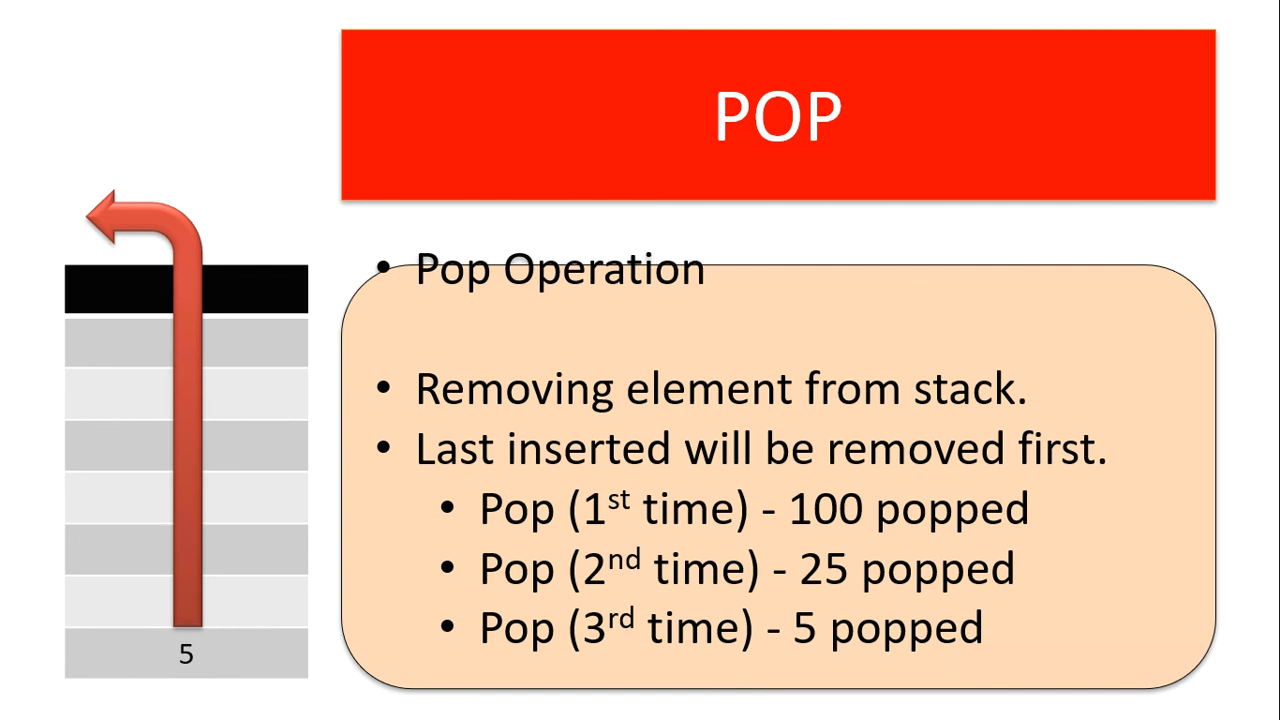 POP
• Pop Operation
• Removing element from stack.
• Last inserted will be removed first.
• Pop (1st time) - 100 popped
• Pop (2nd time) - 25 popped
• Pop (3rd time) - 5 popped
5